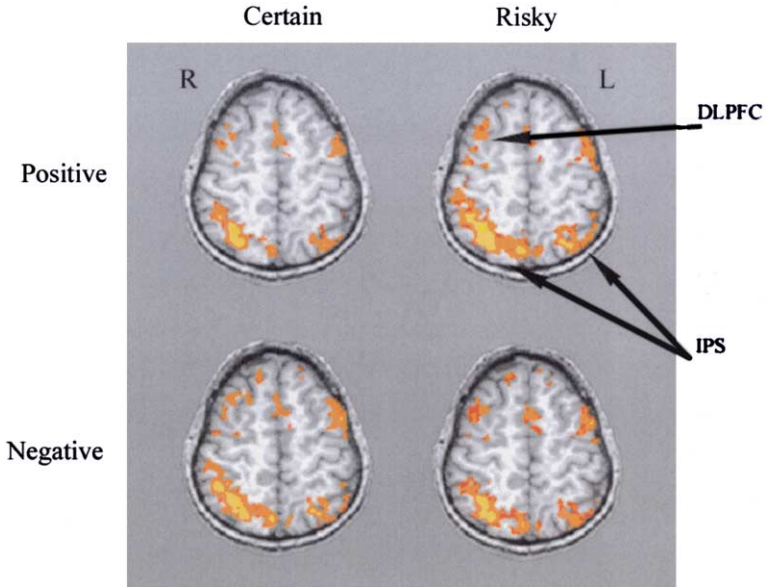 Certain Risky
R L
DLPFC
Positive
IPS
Negative